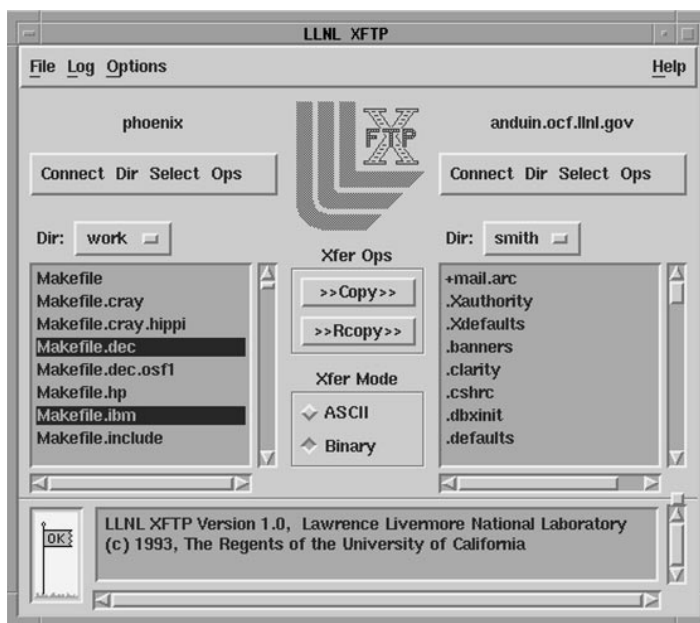 LLNL XFTP
File Log Options Help
phoenix
X FTP
anduin.ocf.llnl.gov
Connect Dir Select Ops
Connect Dir Select Ops
Dir: work
Makefile
Makefile.cray
Makefile.cray.hippi
Makefile.dec
Makefile.dec.osf1
Makefile.hp
Makefile.ibm
Makefile.include
Xfer Ops
>>Copy>>
>>Rcopy>>
Xfer Mode
ASCII
Binary
Dir: smith
+mail.arc
.Xauthority
.Xdefaults
.banners
.clarity
.cshrc
.dbxinit
.defaults
OK
LLNL XFTP Version 1.0, Lawrence Livermore National Laboratory
(c) 1993, The Regents of the University of California